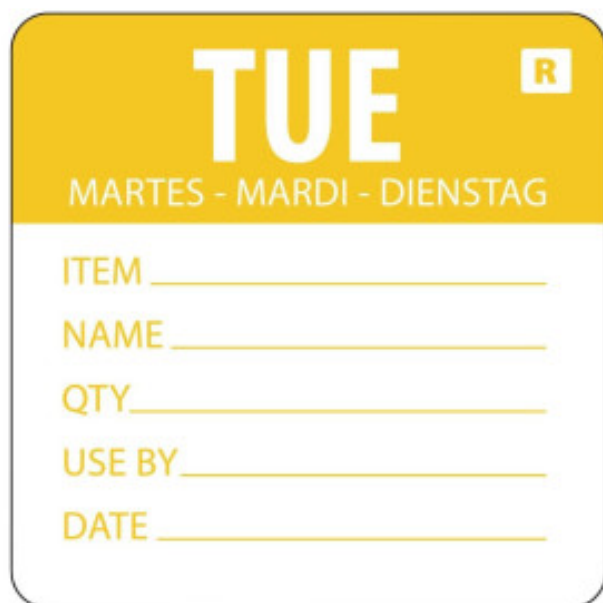 TUE
R
MARTES - MARDI - DIENSTAG
ITEM
NAME
QTY
USE BY
DATE